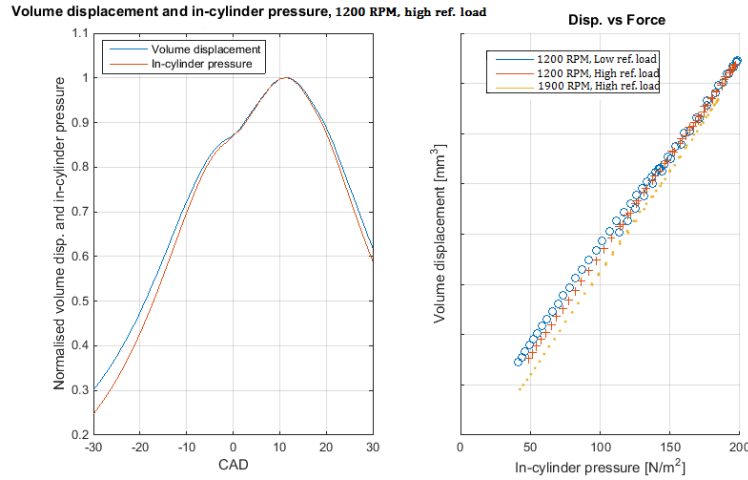 Volume displacement and in-cylinder pressure, 1200 RPM, high ref. load
Volume displacement
In-cylinder pressure
Normalised volume disp. and in-cylinder pressure
1.1
1
0.9
0.8
0.7
0.6
0.5
0.4
0.3
0.2
-30
-20
-10
0
10
20
30
CAD
Disp. vs Force
1200 RPM, Low ref. load
1200 RPM, High ref. load
1900 RPM, High ref. load
Volume displacement [mm³]
0
50
100
150
200
In-cylinder pressure [N/m²]